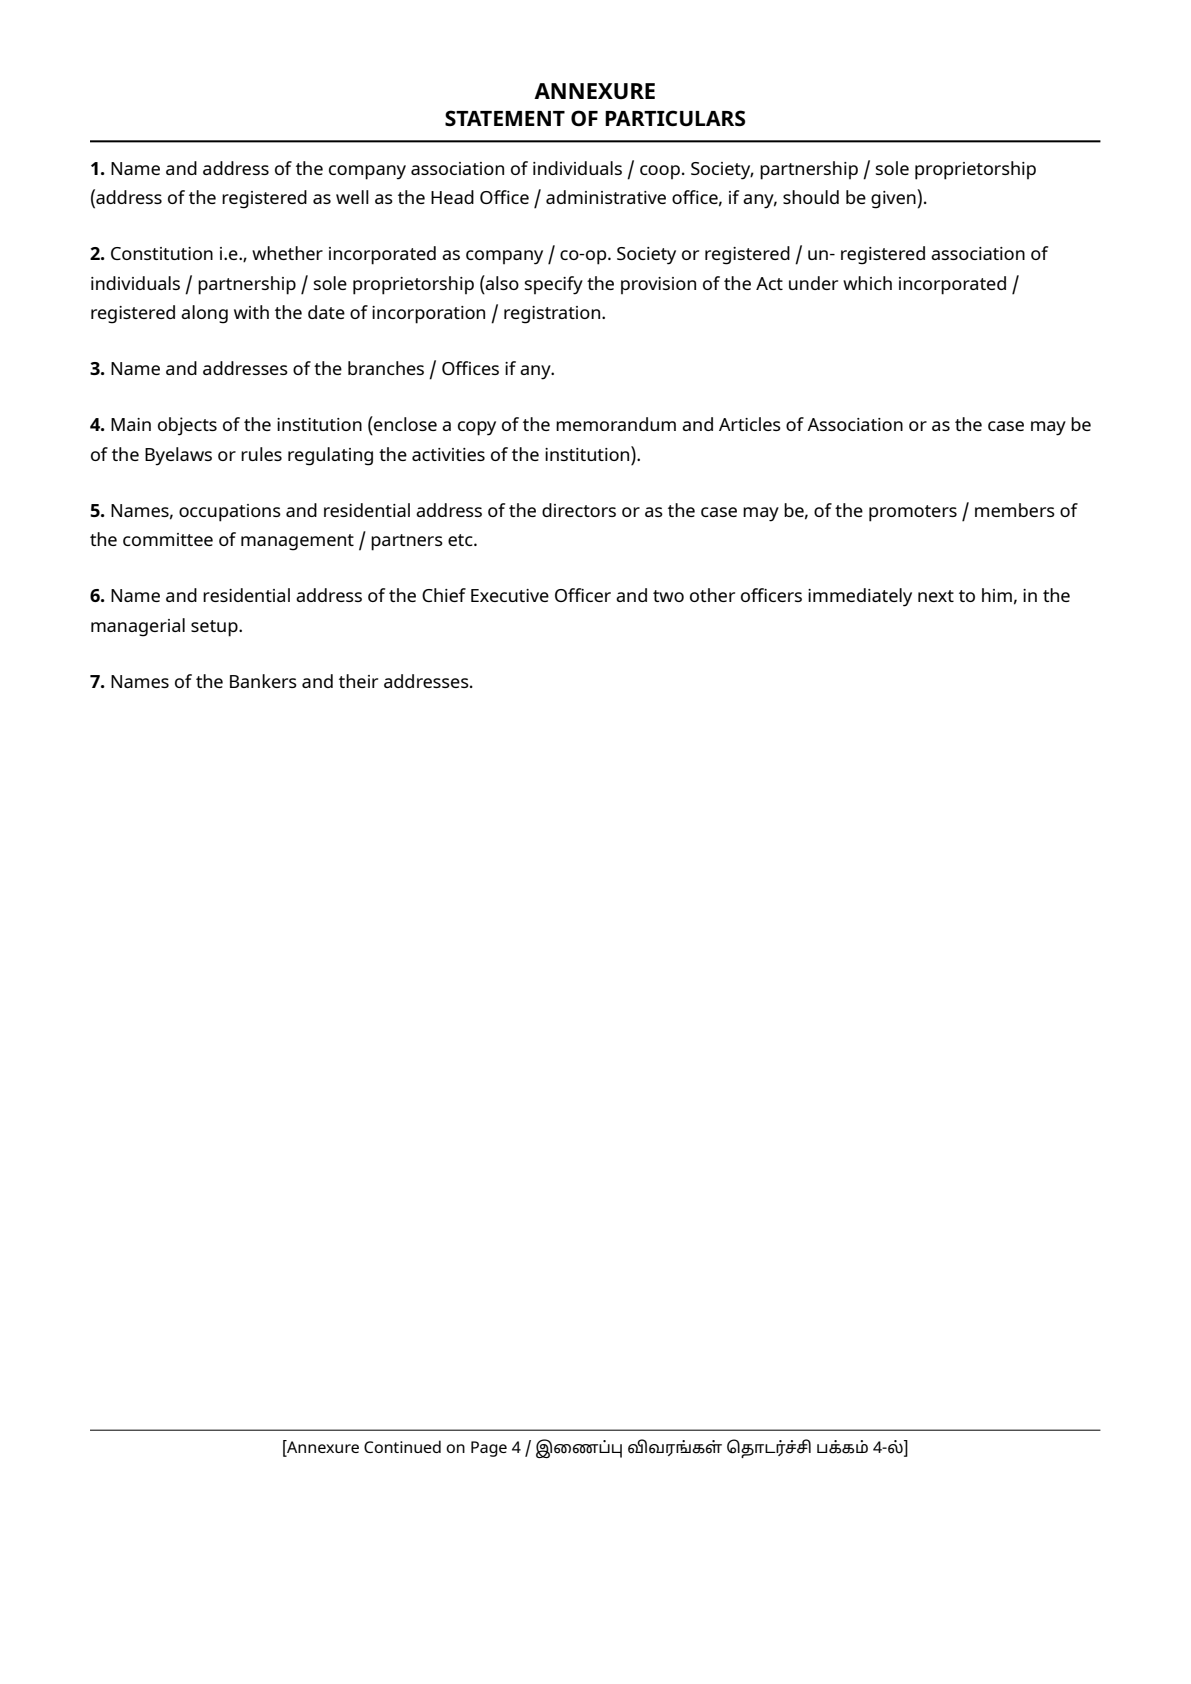 ANNEXURE
STATEMENT OF PARTICULARS
1. Name and address of the company association of individuals / coop. Society, partnership / sole proprietorship
(address of the registered as well as the Head Office / administrative office, if any, should be given).
2. Constitution i.e., whether incorporated as company / co-op. Society or registered / un- registered association of
individuals / partnership / sole proprietorship (also specify the provision of the Act under which incorporated /
registered along with the date of incorporation / registration.
3. Name and addresses of the branches / Offices if any.
4. Main objects of the institution (enclose a copy of the memorandum and Articles of Association or as the case may be
of the Byelaws or rules regulating the activities of the institution).
5. Names, occupations and residential address of the directors or as the case may be, of the promoters / members of
the committee of management / partners etc.
6. Name and residential address of the Chief Executive Officer and two other officers immediately next to him, in the
managerial setup.
7. Names of the Bankers and their addresses.
[Annexure Continued on Page 4 / இணைப்பு விவரங்கள் தொடர்ச்சி பக்கம் 4-ல்]